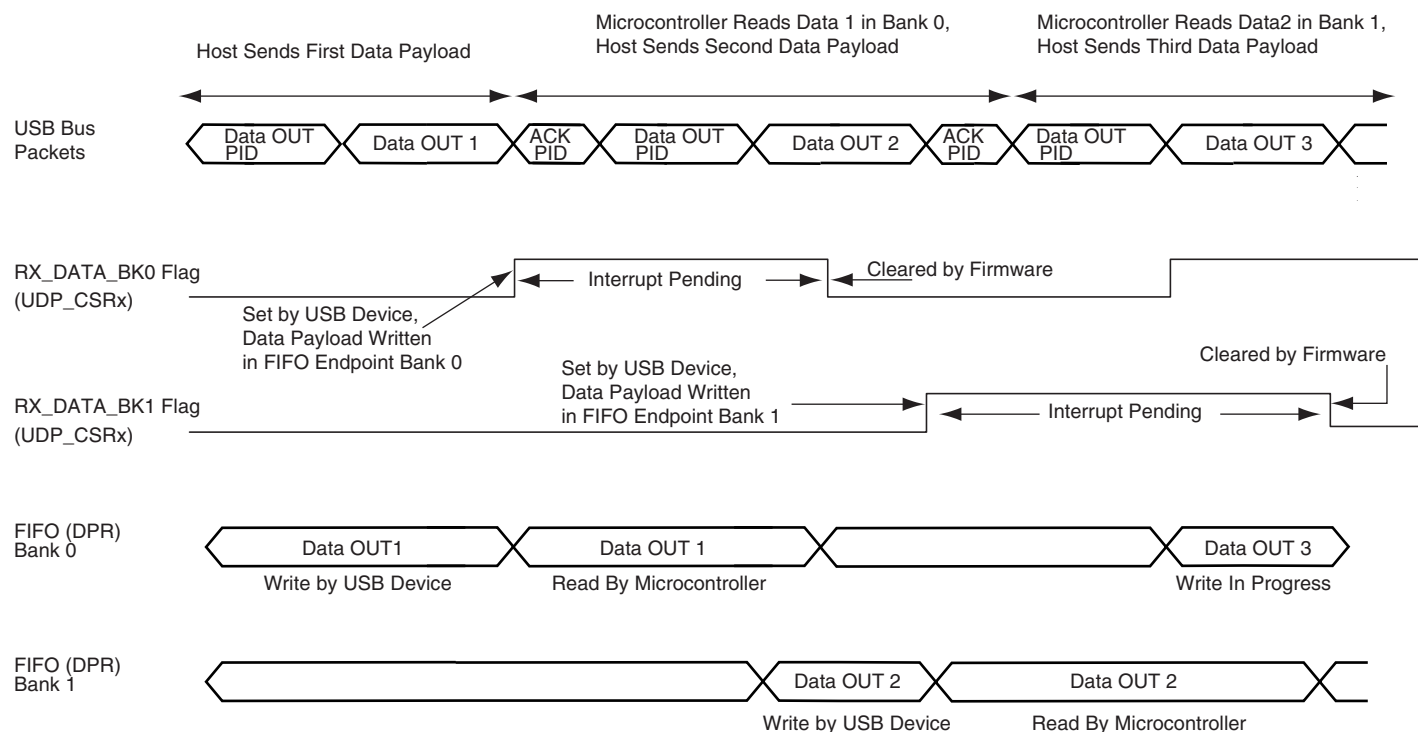 Host Sends First Data Payload
Microcontroller Reads Data 1 in Bank 0,
Host Sends Second Data Payload
Microcontroller Reads Data2 in Bank 1,
Host Sends Third Data Payload
USB Bus
Packets
Data OUT
PID
Data OUT 1
ACK
PID
Data OUT
PID
Data OUT 2
ACK
PID
Data OUT
PID
Data OUT 3
RX_DATA_BK0 Flag
(UDP_CSRx)
Interrupt Pending
Cleared by Firmware
Set by USB Device,
Data Payload Written
in FIFO Endpoint Bank 0
RX_DATA_BK1 Flag
(UDP_CSRx)
Set by USB Device,
Data Payload Written
in FIFO Endpoint Bank 1
Interrupt Pending
Cleared by Firmware
FIFO (DPR)
Bank 0
Data OUT1
Write by USB Device
Data OUT 1
Read By Microcontroller
Data OUT 3
Write In Progress
FIFO (DPR)
Bank 1
Data OUT 2
Write by USB Device
Data OUT 2
Read By Microcontroller